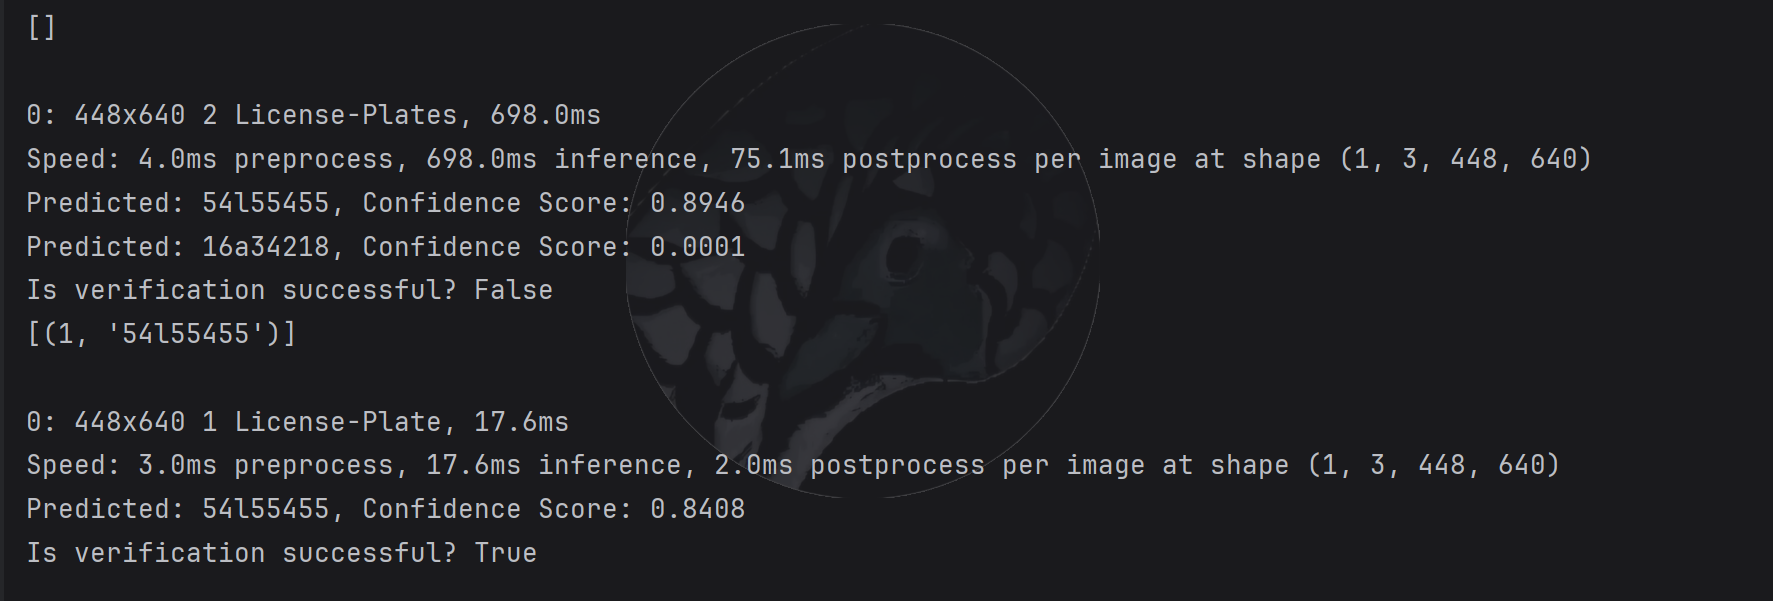 []
0: 448x640 2 License-Plates, 698.0ms
Speed: 4.0ms preprocess, 698.0ms inference, 75.1ms postprocess per image at shape (1, 3, 448, 640)
Predicted: 54l55455, Confidence Score: 0.8946
Predicted: 16a34218, Confidence Score: 0.0001
Is verification successful? False
[(1, '54l55455')]
0: 448x640 1 License-Plate, 17.6ms
Speed: 3.0ms preprocess, 17.6ms inference, 2.0ms postprocess per image at shape (1, 3, 448, 640)
Predicted: 54l55455, Confidence Score: 0.8408
Is verification successful? True